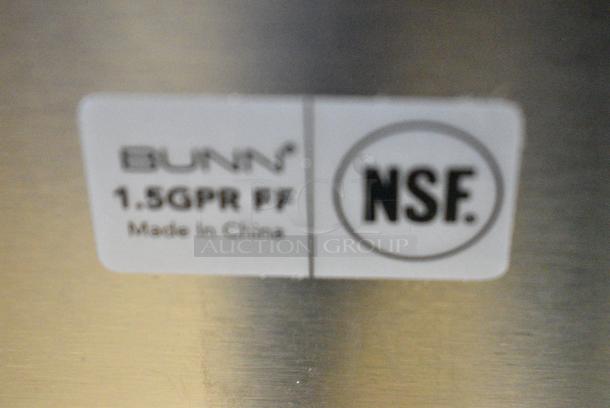 BUNN®
1.5GPR FF
Made in China
NSF.
AUCTION GROUP